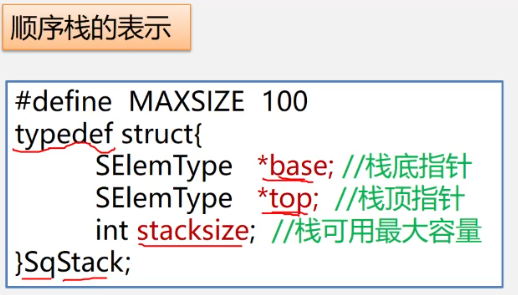 顺序栈的表示
#define MAXSIZE 100
typedef struct{
SElemType *base; //栈底指针
SElemType *top; //栈顶指针
int stacksize; //栈可用最大容量
}SqStack;